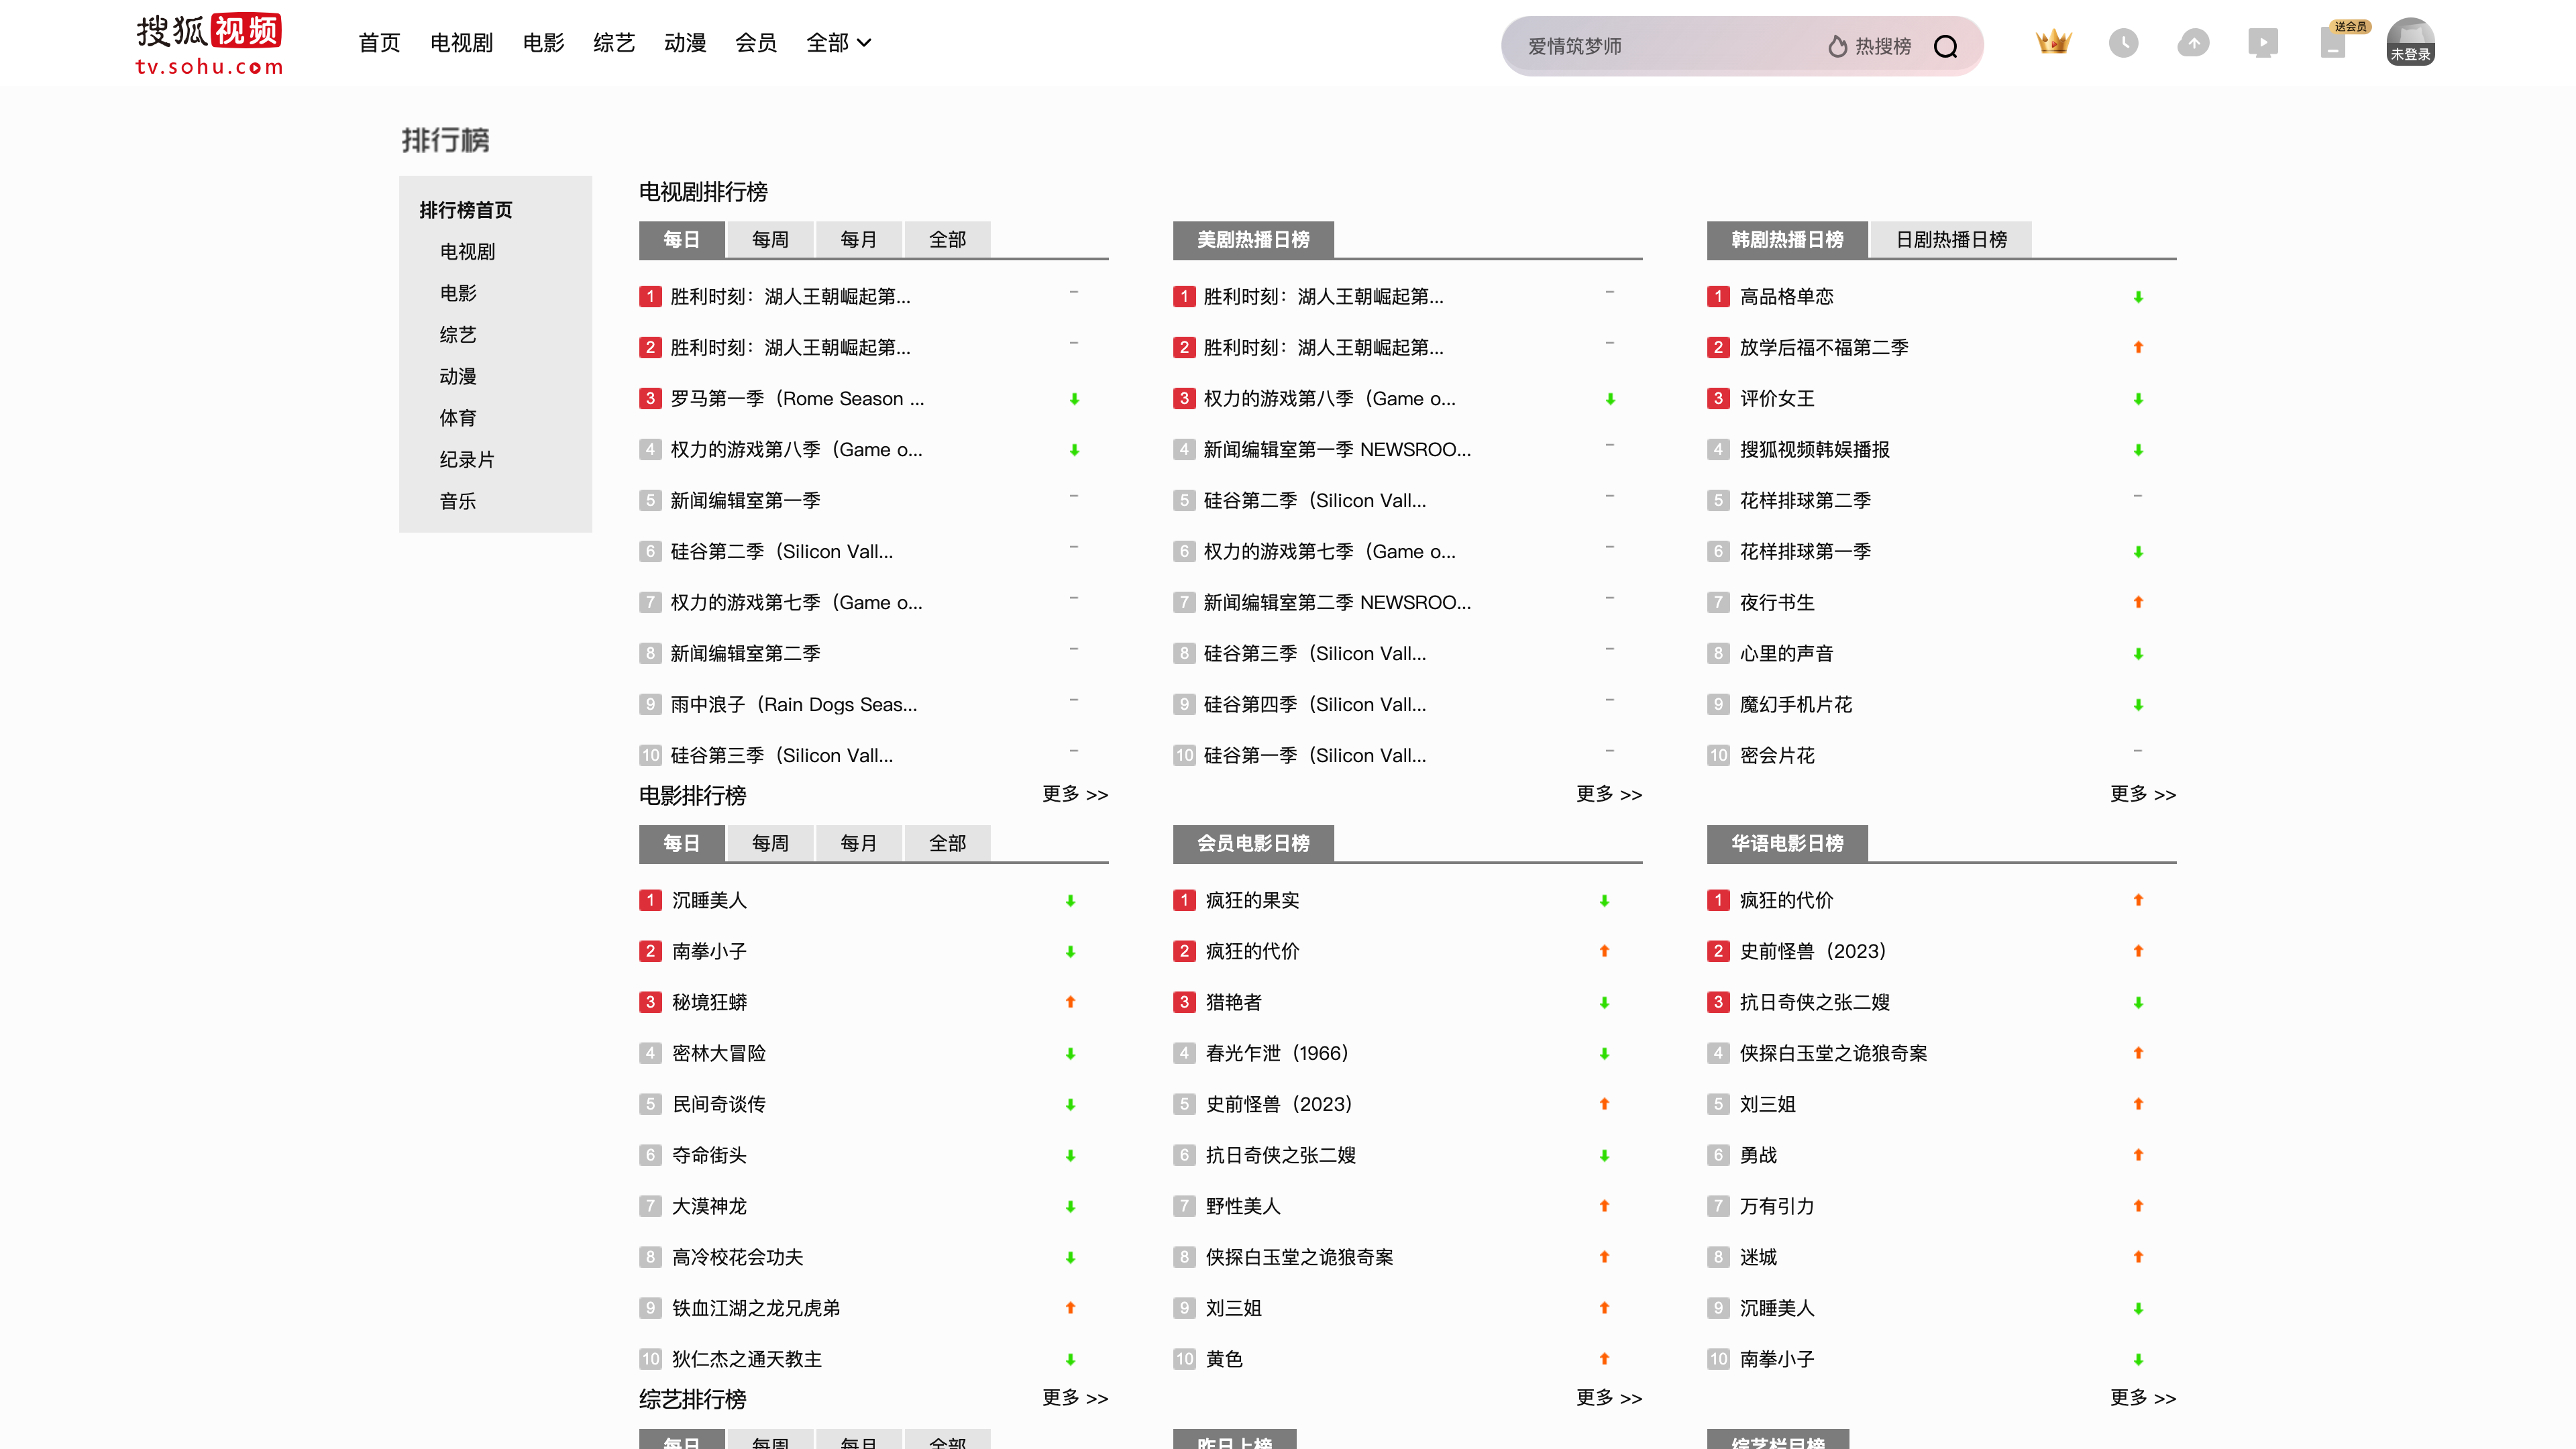 搜狐视频
tv.sohu.com
首页 电视剧 电影 综艺 动漫 会员 全部
爱情筑梦师 热搜榜
送会员
未登录
排行榜
排行榜首页
电视剧
电影
综艺
动漫
体育
纪录片
音乐
电视剧排行榜
每日 每周 每月 全部
1 胜利时刻：湖人王朝崛起第...
2 胜利时刻：湖人王朝崛起第...
3 罗马第一季（Rome Season ...
4 权力的游戏第八季（Game o...
5 新闻编辑室第一季
6 硅谷第二季（Silicon Vall...
7 权力的游戏第七季（Game o...
8 新闻编辑室第二季
9 雨中浪子（Rain Dogs Seas...
10 硅谷第三季（Silicon Vall...
更多 >>
美剧热播日榜
1 胜利时刻：湖人王朝崛起第...
2 胜利时刻：湖人王朝崛起第...
3 权力的游戏第八季（Game o...
4 新闻编辑室第一季 NEWSROO...
5 硅谷第二季（Silicon Vall...
6 权力的游戏第七季（Game o...
7 新闻编辑室第二季 NEWSROO...
8 硅谷第三季（Silicon Vall...
9 硅谷第四季（Silicon Vall...
10 硅谷第一季（Silicon Vall...
更多 >>
韩剧热播日榜 日剧热播日榜
1 高品格单恋
2 放学后福不福第二季
3 评价女王
4 搜狐视频韩娱播报
5 花样排球第二季
6 花样排球第一季
7 夜行书生
8 心里的声音
9 魔幻手机片花
10 密会片花
更多 >>
电影排行榜
每日 每周 每月 全部
1 沉睡美人
2 南拳小子
3 秘境狂蟒
4 密林大冒险
5 民间奇谈传
6 夺命街头
7 大漠神龙
8 高冷校花会功夫
9 铁血江湖之龙兄虎弟
10 狄仁杰之通天教主
更多 >>
会员电影日榜
1 疯狂的果实
2 疯狂的代价
3 猎艳者
4 春光乍泄（1966）
5 史前怪兽（2023）
6 抗日奇侠之张二嫂
7 野性美人
8 侠探白玉堂之诡狼奇案
9 刘三姐
10 黄色
更多 >>
华语电影日榜
1 疯狂的代价
2 史前怪兽（2023）
3 抗日奇侠之张二嫂
4 侠探白玉堂之诡狼奇案
5 刘三姐
6 勇战
7 万有引力
8 迷城
9 沉睡美人
10 南拳小子
更多 >>
综艺排行榜
每日 每周 每月 全部
昨日上榜
综艺栏目榜